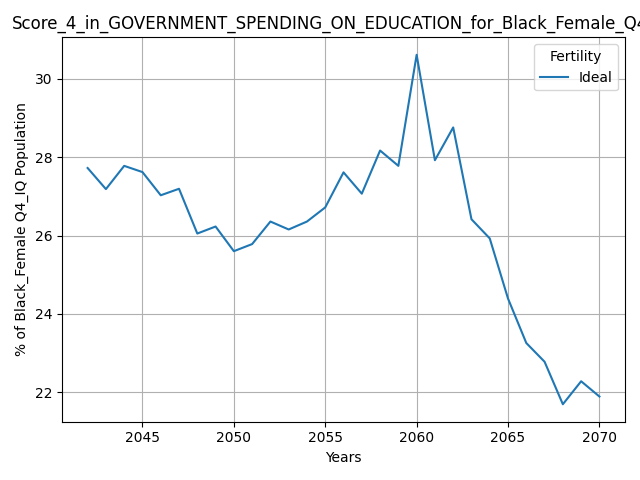 Score_4_in_GOVERNMENT_SPENDING_ON_EDUCATION_for_Black_Female_Q4
Fertility
Ideal
% of Black_Female Q4_IQ Population
30
28
26
24
22
2045 2050 2055 2060 2065 2070
Years